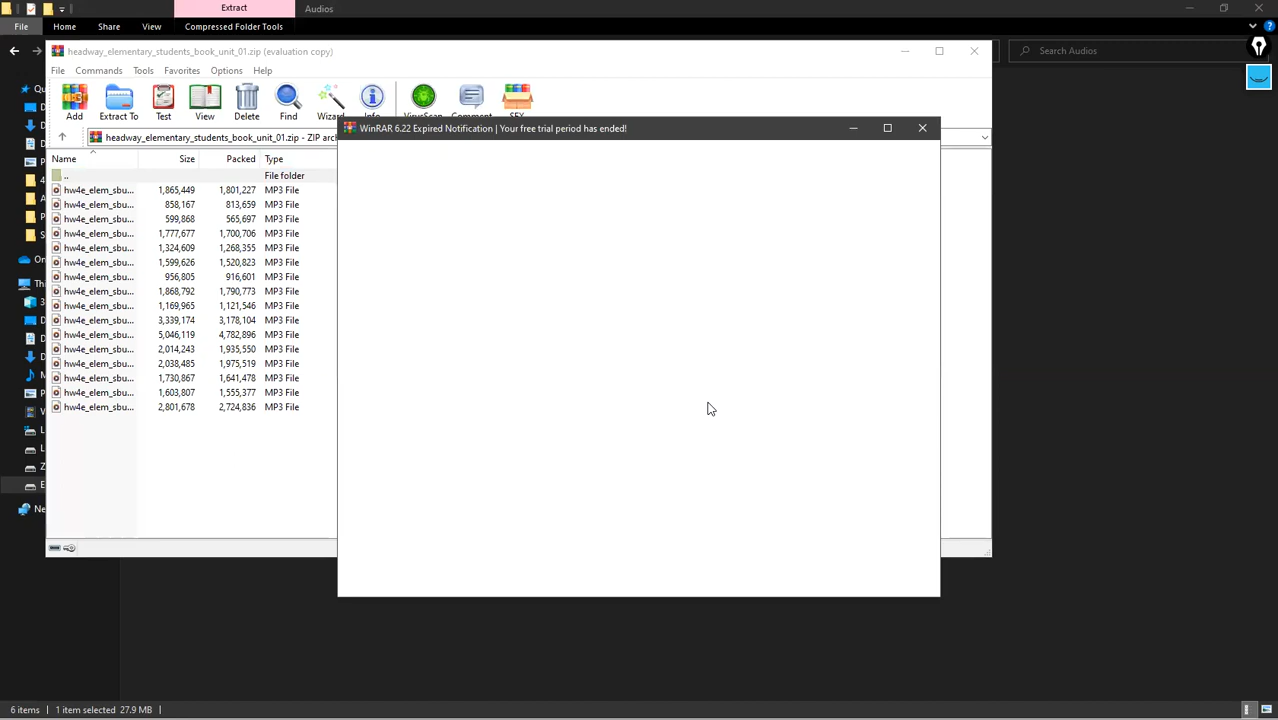 Extract
Audios
File
Home
Share
View
Compressed Folder Tools
Search Audios
headway_elementary_students_book_unit_01.zip (evaluation copy)
File
Commands
Tools
Favorites
Options
Help
Add
Extract To
Test
View
Delete
Find
Wizard
Info
VirusScan
Comment
SFX
headway_elementary_students_book_unit_01.zip - ZIP arc
WinRAR 6.22 Expired Notification | Your free trial period has ended!
Name Size Packed Type
.. File folder
hw4e_elem_sbu... 1,865,449 1,801,227 MP3 File
hw4e_elem_sbu... 858,167 813,659 MP3 File
hw4e_elem_sbu... 599,868 565,697 MP3 File
hw4e_elem_sbu... 1,777,677 1,700,706 MP3 File
hw4e_elem_sbu... 1,324,609 1,268,355 MP3 File
hw4e_elem_sbu... 1,599,626 1,520,823 MP3 File
hw4e_elem_sbu... 956,805 916,601 MP3 File
hw4e_elem_sbu... 1,868,792 1,790,773 MP3 File
hw4e_elem_sbu... 1,169,965 1,121,546 MP3 File
hw4e_elem_sbu... 3,339,174 3,178,104 MP3 File
hw4e_elem_sbu... 5,046,119 4,782,896 MP3 File
hw4e_elem_sbu... 2,014,243 1,935,550 MP3 File
hw4e_elem_sbu... 2,038,485 1,975,519 MP3 File
hw4e_elem_sbu... 1,730,867 1,641,478 MP3 File
hw4e_elem_sbu... 1,603,807 1,555,377 MP3 File
hw4e_elem_sbu... 2,801,678 2,724,836 MP3 File
6 items
1 item selected 27.9 MB